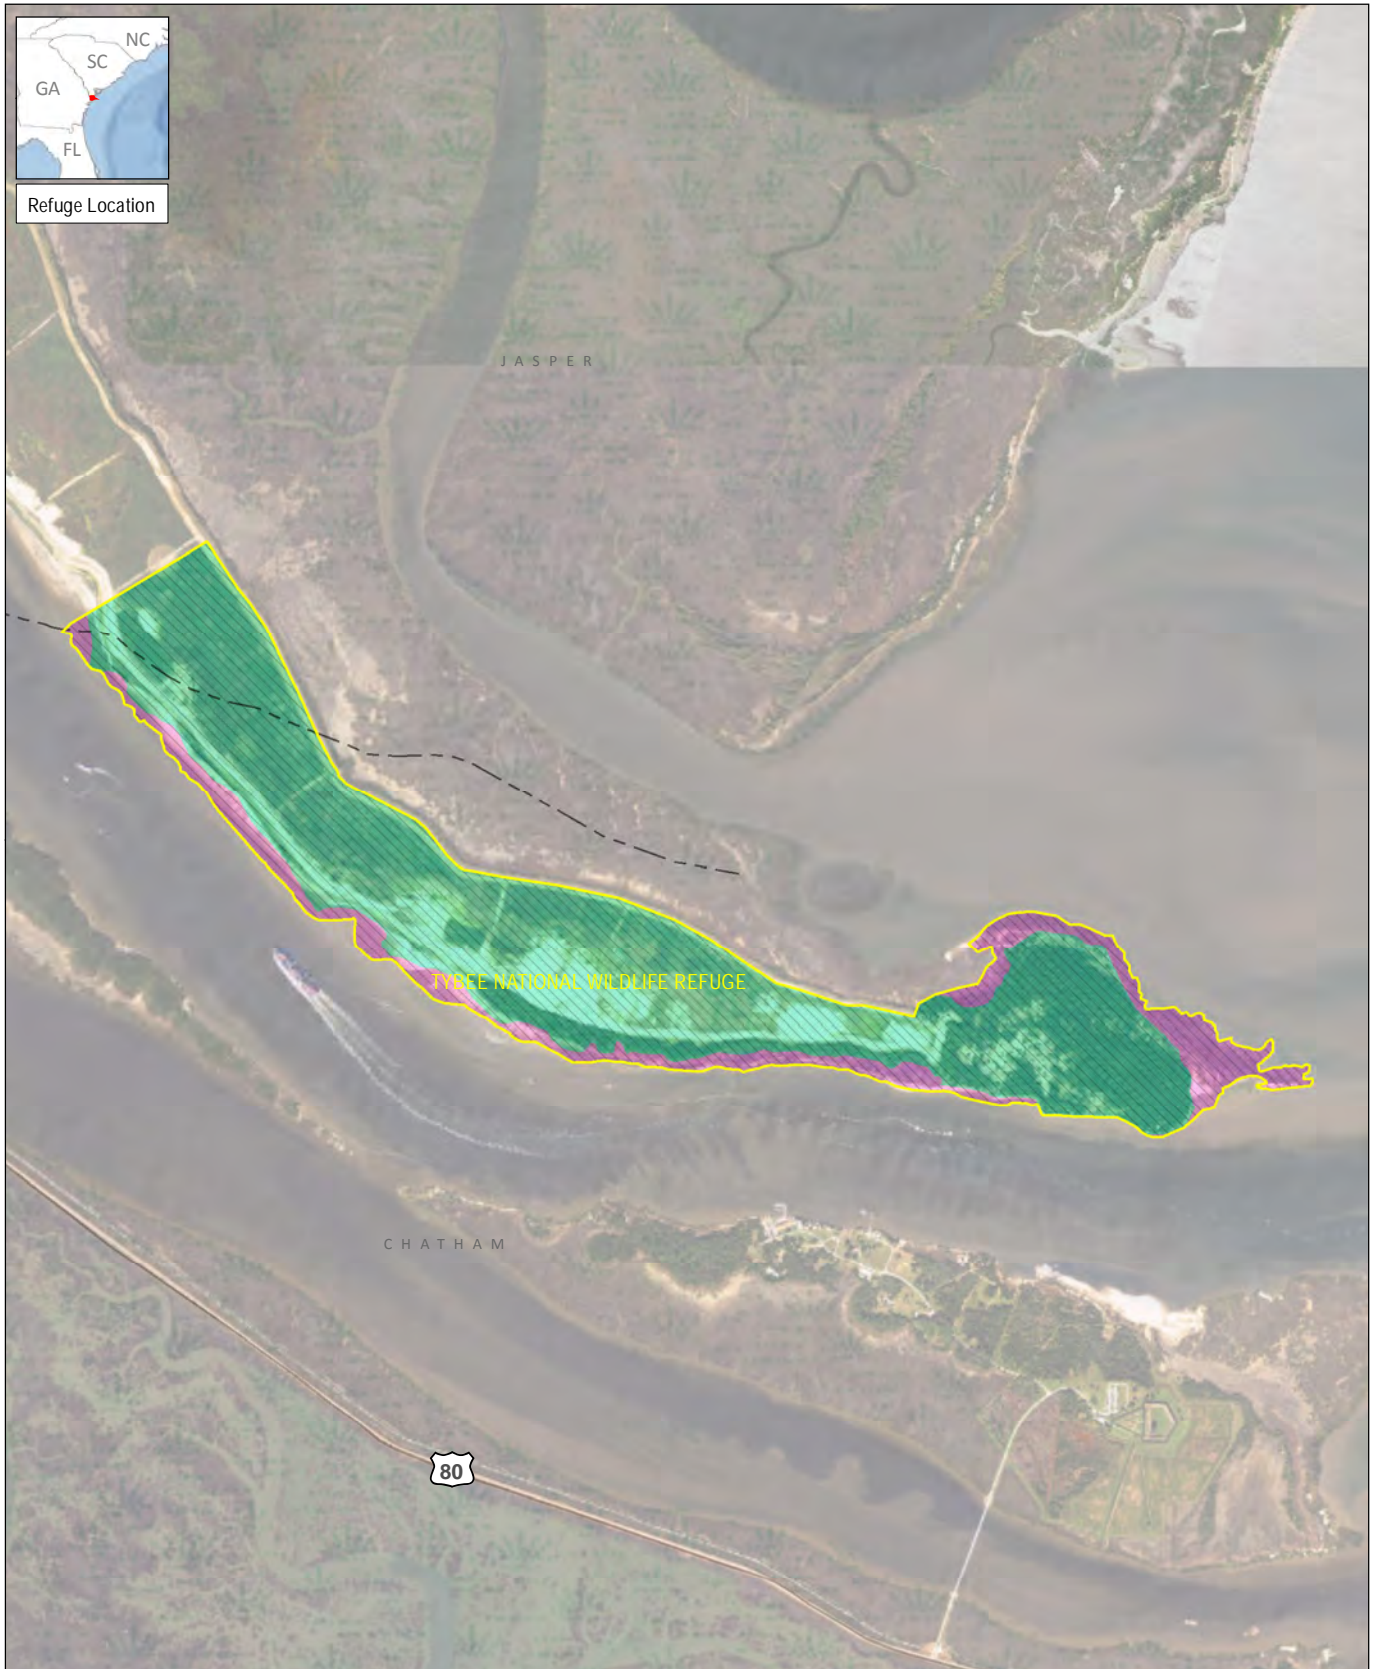 NC
SC
GA
FL
Refuge Location
JASPER
TYBEE NATIONAL WILDLIFE REFUGE
CHATHAM
80